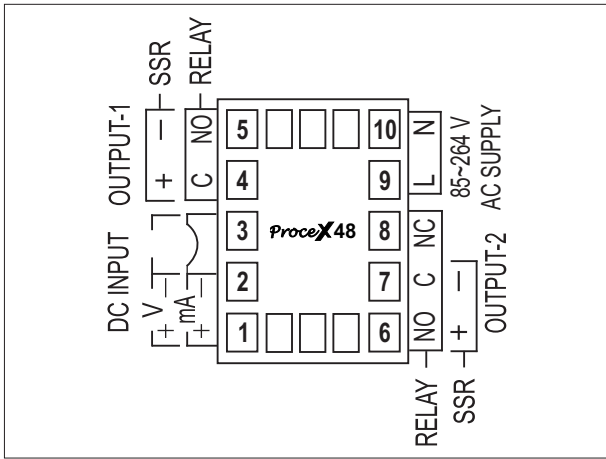 OUTPUT-1
+ − SSR
C NO RELAY
DC INPUT
+ V −
+ mA −
5
4
3
2
1
10
9
8
7
6
ProceX48
L N
85~264 V
AC SUPPLY
RELAY NO C NC
SSR + −
OUTPUT-2